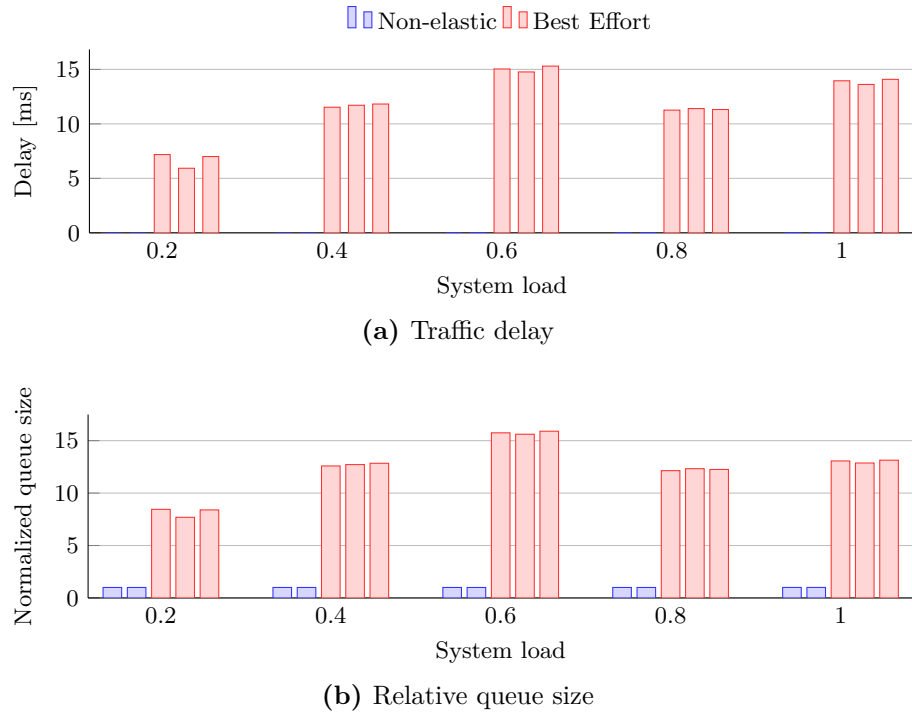 Non-elastic Best Effort
Delay [ms]
15
10
5
0
0.2 0.4 0.6 0.8 1
System load
(a) Traffic delay
Normalized queue size
15
10
5
0
0.2 0.4 0.6 0.8 1
System load
(b) Relative queue size